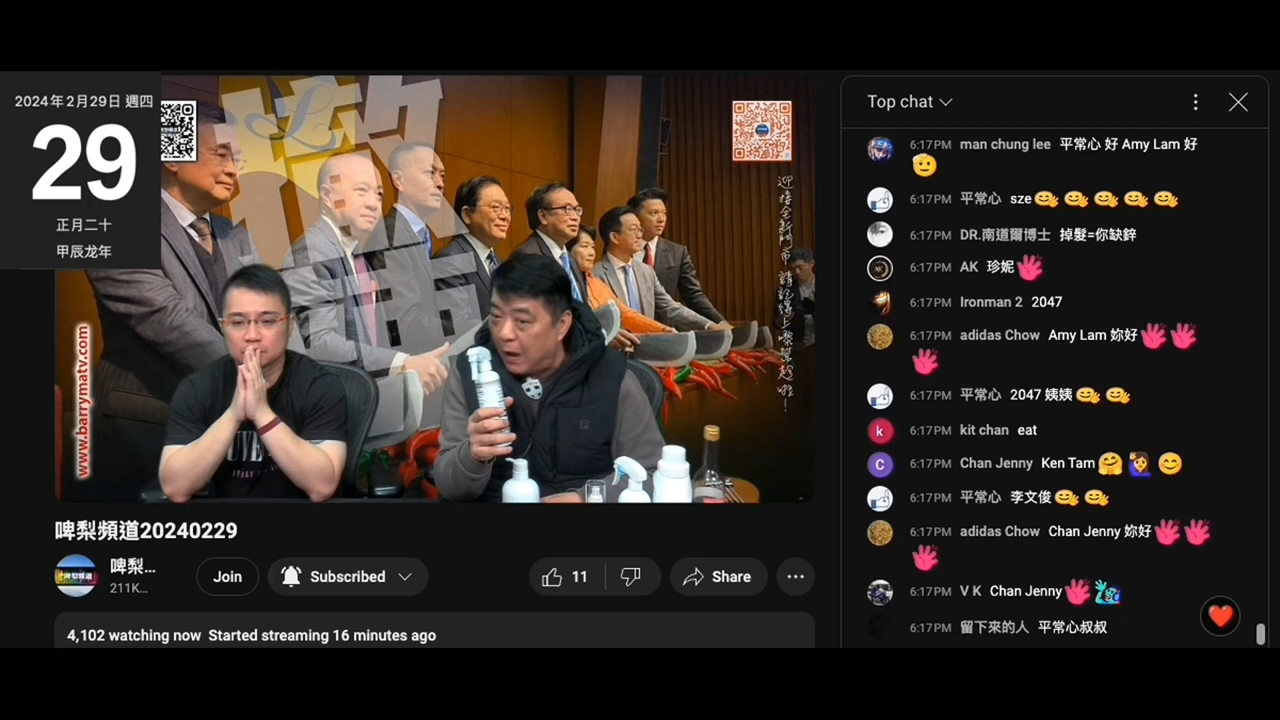 2024年2月29日 週四
29
正月二十
甲辰龙年
www.barrymatv.com
迎接全新門市 請記得上嚟撳起啦!
啤梨頻道20240229
啤梨...
211K...
Join
Subscribed
11
Share
4,102 watching now Started streaming 16 minutes ago
Top chat
6:17PM man chung lee 平常心 好 Amy Lam 好
6:17PM 平常心 sze
6:17PM DR.南道爾博士 掉髮=你缺鋅
6:17PM AK 珍妮
6:17PM Ironman 2 2047
6:17PM adidas Chow Amy Lam 妳好
6:17PM 平常心 2047 姨姨
k
6:17PM kit chan eat
C
6:17PM Chan Jenny Ken Tam
6:17PM 平常心 李文俊
6:17PM adidas Chow Chan Jenny 妳好
6:17PM V K Chan Jenny
6:17PM 留下來的人 平常心叔叔